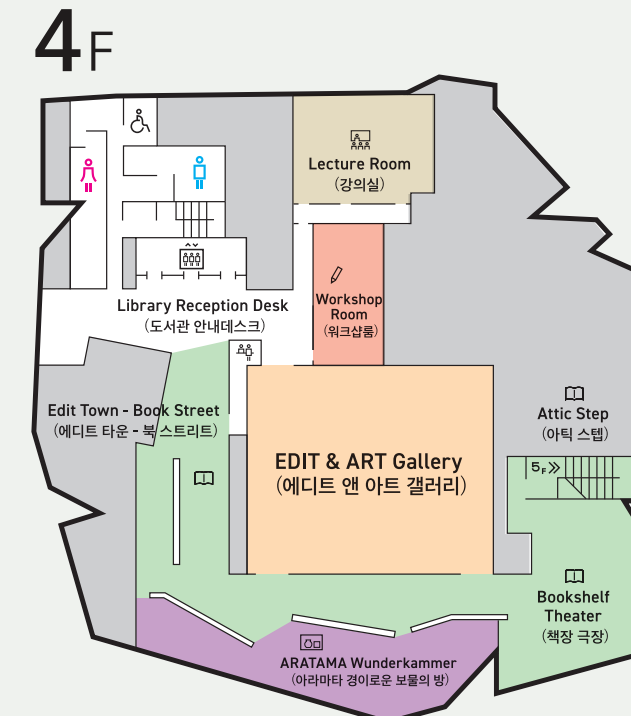 4F
Lecture Room
(강의실)
Workshop
Room
(워크샵룸)
Library Reception Desk
(도서관 안내데스크)
Edit Town - Book Street
(에디트 타운 - 북 스트리트)
Attic Step
(아틱 스텝)
EDIT & ART Gallery
(에디트 앤 아트 갤러리)
5F
Bookshelf
Theater
(책장 극장)
ARATAMA Wunderkammer
(아라마타 경이로운 보물의 방)